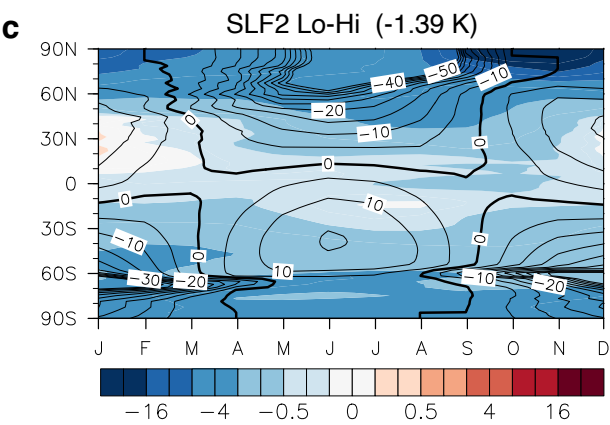 c SLF2 Lo-Hi (-1.39 K)
90N
60N
30N
0
30S
60S
90S
-40 -50 -10
-20
-10
0
0
0
0
10
-10
0
0
10
-30 -20
-10 -20
J F M A M J J A S O N D
-16 -4 -0.5 0 0.5 4 16